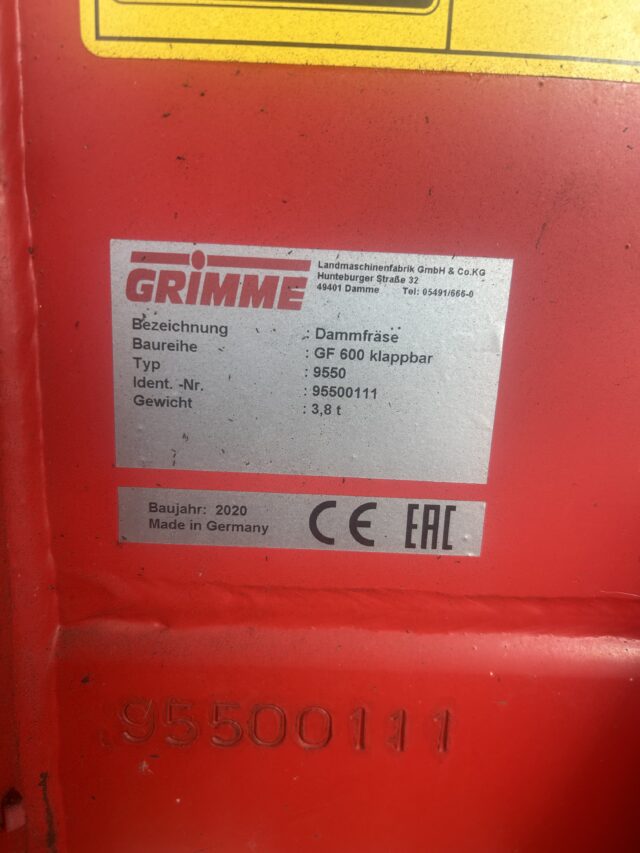 GRIMME
Landmaschinenfabrik GmbH & Co.KG
Hunteburger Straße 32
49401 Damme Tel: 05491/666-0
Bezeichnung : Dammfräse
Baureihe : GF 600 klappbar
Typ : 9550
Ident. -Nr. : 95500111
Gewicht : 3,8 t
Baujahr: 2020
Made in Germany
CE EAC
95500111